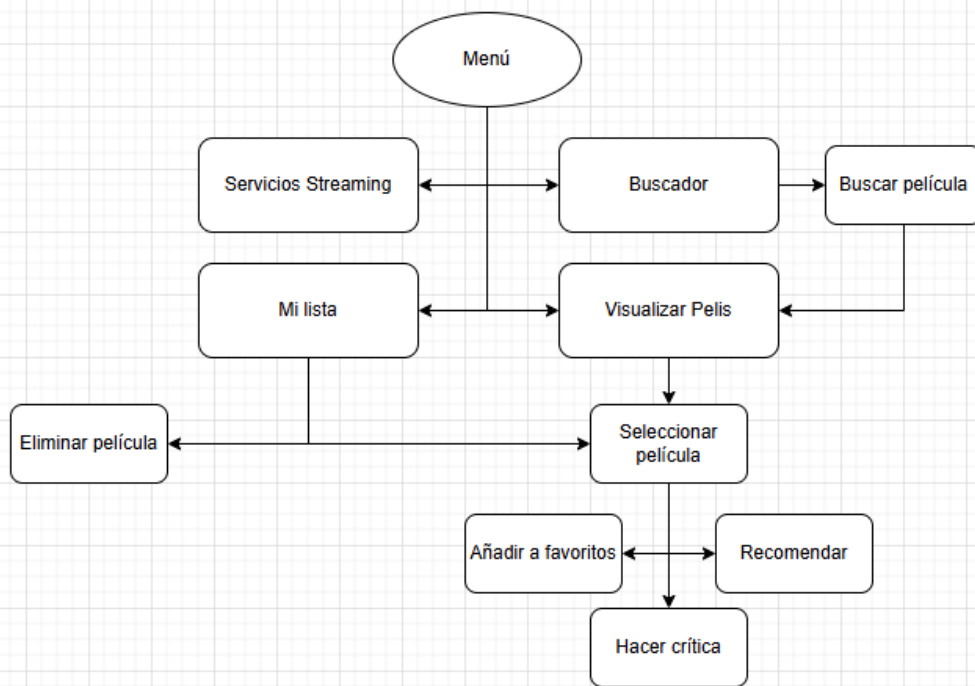 Menú
Servicios Streaming
Buscador
Buscar película
Mi lista
Visualizar Pelis
Eliminar película
Seleccionar
película
Añadir a favoritos
Recomendar
Hacer crítica